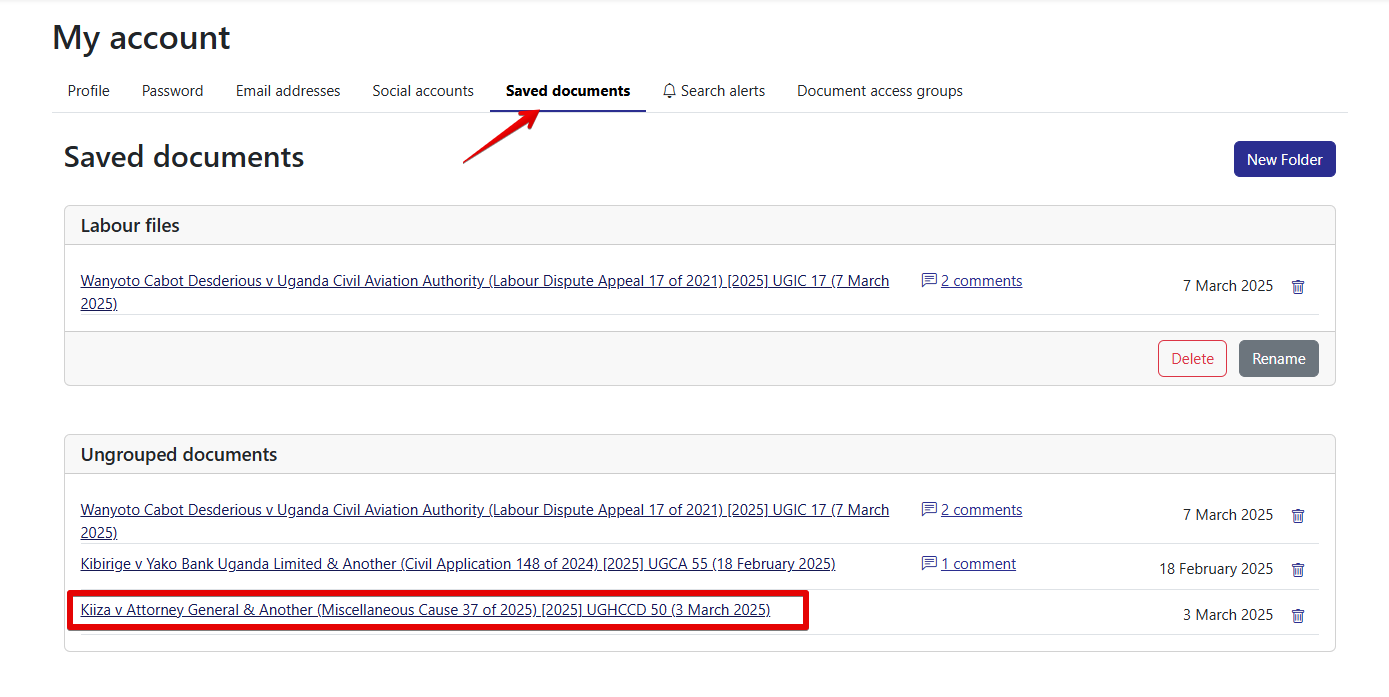 My account
Profile Password Email addresses Social accounts Saved documents Search alerts Document access groups
Saved documents
New Folder
Labour files
Wanyoto Cabot Desderious v Uganda Civil Aviation Authority (Labour Dispute Appeal 17 of 2021) [2025] UGIC 17 (7 March
2025)
2 comments
7 March 2025
Delete Rename
Ungrouped documents
Wanyoto Cabot Desderious v Uganda Civil Aviation Authority (Labour Dispute Appeal 17 of 2021) [2025] UGIC 17 (7 March
2025)
2 comments
7 March 2025
Kibirige v Yako Bank Uganda Limited & Another (Civil Application 148 of 2024) [2025] UGCA 55 (18 February 2025)
1 comment
18 February 2025
Kiiza v Attorney General & Another (Miscellaneous Cause 37 of 2025) [2025] UGHCCD 50 (3 March 2025)
3 March 2025